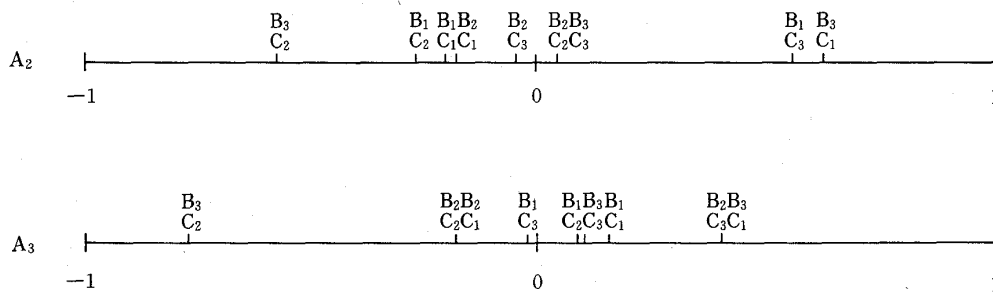 B₃ B₁ B₁B₂ B₂ B₂B₃ B₁ B₃
C₂ C₂ C₁C₁ C₃ C₂C₃ C₃ C₁
A₂
−1 0
B₃ B₂B₂ B₁ B₁B₃B₁ B₂B₃
C₂ C₂C₁ C₃ C₂C₃C₁ C₃C₁
A₃
−1 0